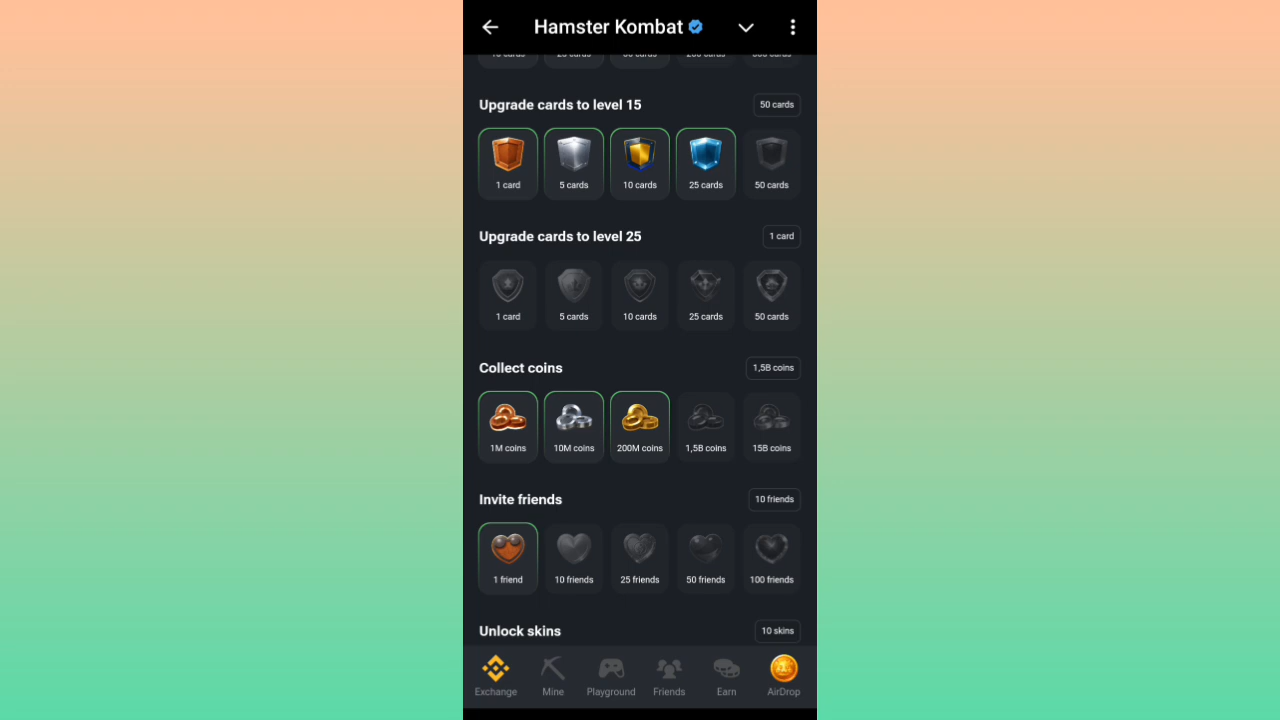 Hamster Kombat
Upgrade cards to level 15
50 cards
1 card
5 cards
10 cards
25 cards
50 cards
Upgrade cards to level 25
1 card
1 card
5 cards
10 cards
25 cards
50 cards
Collect coins
1,5B coins
1M coins
10M coins
200M coins
1,5B coins
15B coins
Invite friends
10 friends
1 friend
10 friends
25 friends
50 friends
100 friends
Unlock skins
10 skins
Exchange
Mine
Playground
Friends
Earn
AirDrop